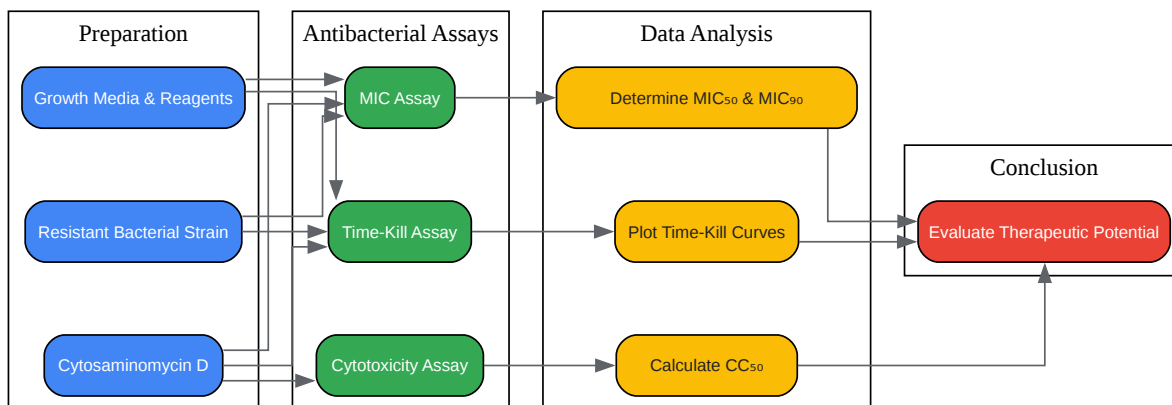 Preparation
Growth Media & Reagents
Resistant Bacterial Strain
Cytosaminomycin D
Antibacterial Assays
MIC Assay
Time-Kill Assay
Cytotoxicity Assay
Data Analysis
Determine MIC₅₀ & MIC₉₀
Plot Time-Kill Curves
Calculate CC₅₀
Conclusion
Evaluate Therapeutic Potential